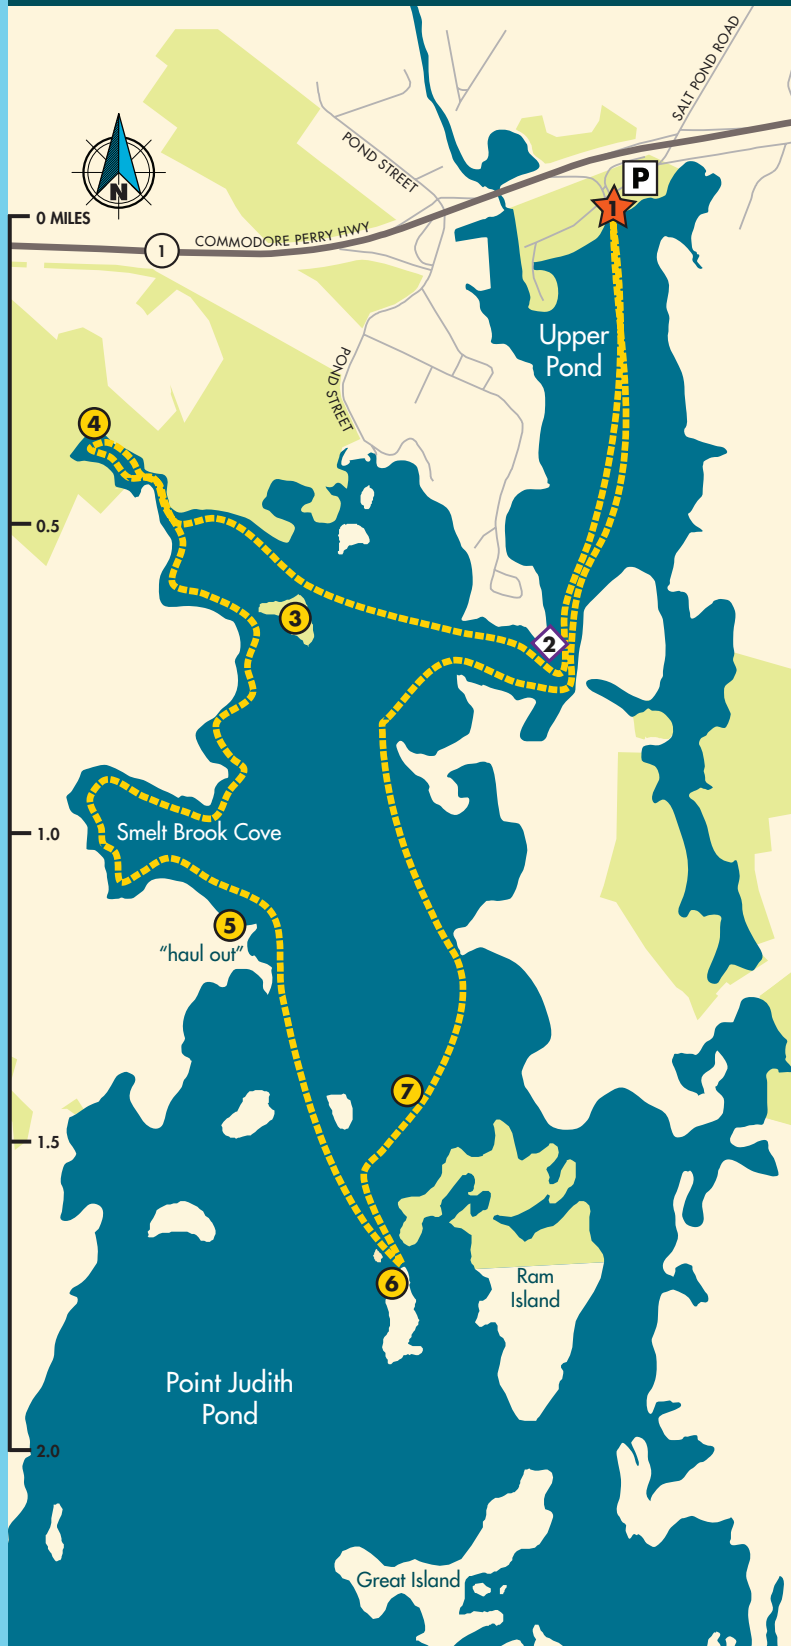 SALT POND ROAD
POND STREET
P
N
1
0 MILES
COMMODORE PERRY HWY
1
Upper
Pond
POND STREET
4
0.5
3
2
1.0
Smelt Brook Cove
5
“haul out”
7
1.5
6
Ram
Island
Point Judith
Pond
2.0
Great Island